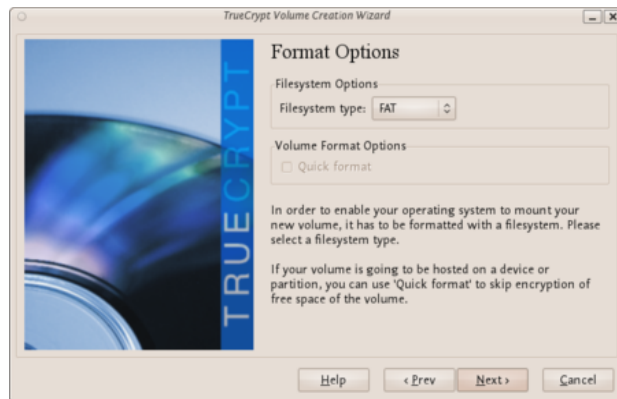 TrueCrypt Volume Creation Wizard
TRUECRYPT
Format Options
Filesystem Options
Filesystem type: FAT
Volume Format Options
Quick format
In order to enable your operating system to mount your
new volume, it has to be formatted with a filesystem. Please
select a filesystem type.
If your volume is going to be hosted on a device or
partition, you can use 'Quick format' to skip encryption of
free space of the volume.
Help
‹ Prev
Next ›
Cancel